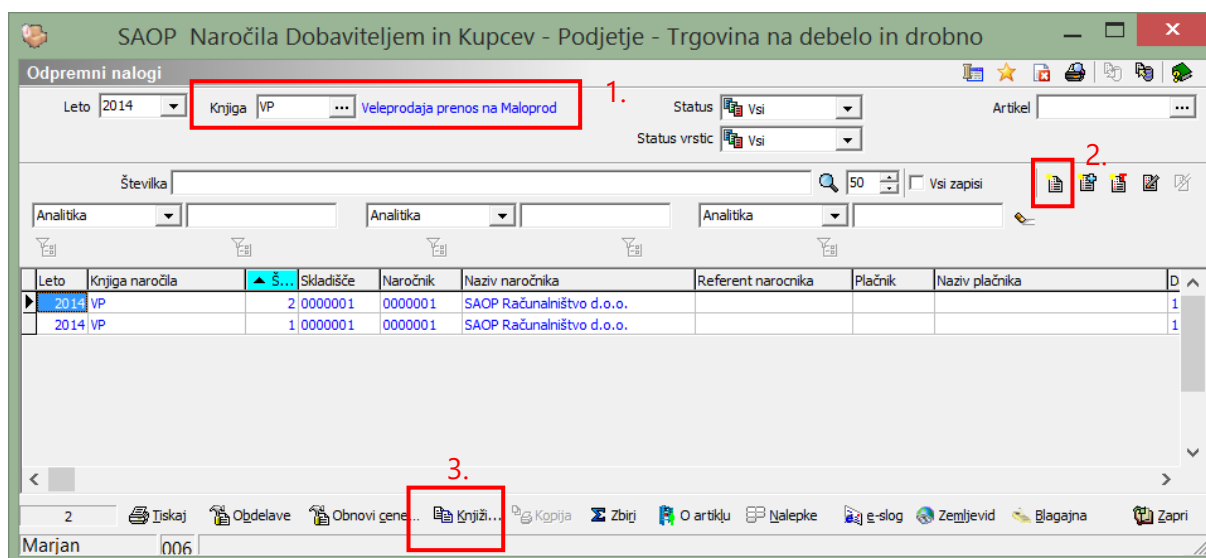 SAOP Naročila Dobaviteljem in Kupcev - Podjetje - Trgovina na debelo in drobno
Odpremni nalogi
Leto 2014 Knjiga VP ... Veleprodaja prenos na Maloprod 1. Status Vsi Artikel ...
Status vrstic Vsi
2.
Številka 50 Vsi zapisi
Analitika Analitika Analitika
Leto Knjiga naročila Š... Skladišče Naročnik Naziv naročnika Referent narocnika Plačnik Naziv plačnika D
2014 VP 2 0000001 0000001 SAOP Računalništvo d.o.o. 1
2014 VP 1 0000001 0000001 SAOP Računalništvo d.o.o. 1
3.
2 Tiskaj Obdelave Obnovi cene... Knjiži... Kopija Zbiri O artiklu Nalepke e-slog Zemljevid Blagajna Zapri
Marjan 006